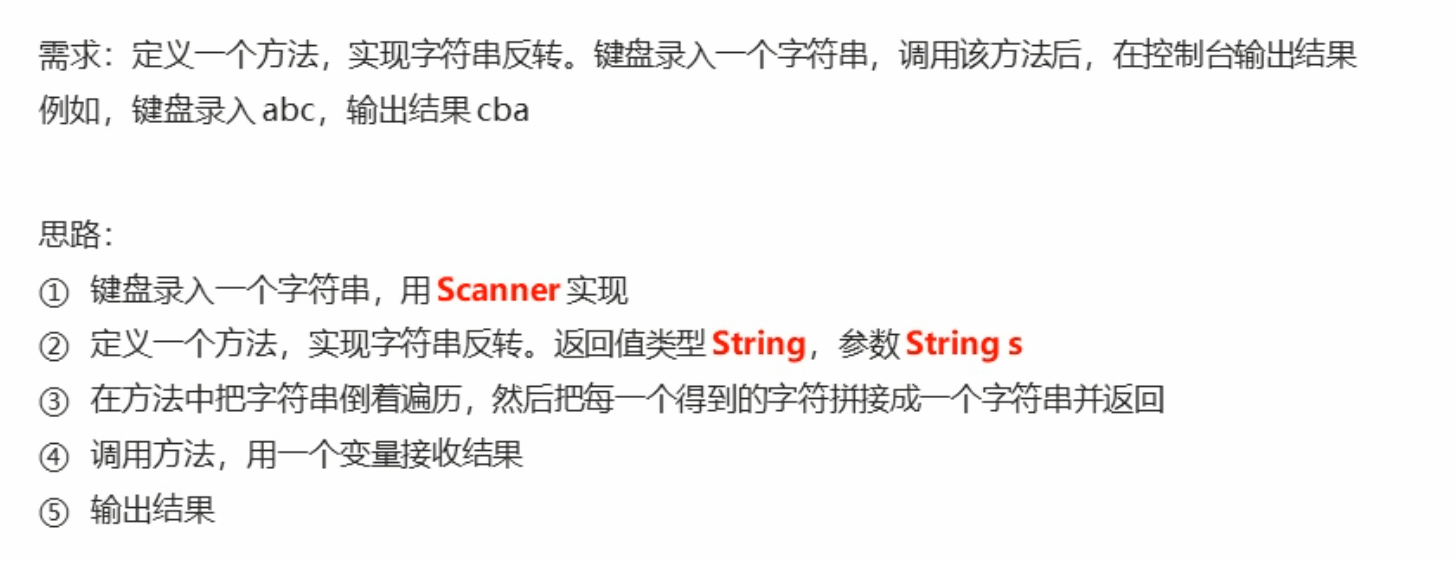 需求：定义一个方法，实现字符串反转。键盘录入一个字符串，调用该方法后，在控制台输出结果
例如，键盘录入 abc，输出结果 cba
思路：
① 键盘录入一个字符串，用 Scanner 实现
② 定义一个方法，实现字符串反转。返回值类型 String，参数 String s
③ 在方法中把字符串倒着遍历，然后把每一个得到的字符拼接成一个字符串并返回
④ 调用方法，用一个变量接收结果
⑤ 输出结果